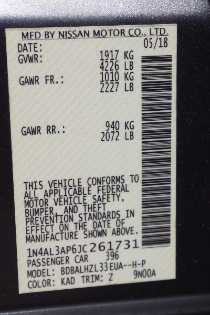 MFD BY NISSAN MOTOR CO., LTD.
DATE: 05/18
GVWR: 1917 KG
4226 LB
GAWR FR.: 1010 KG
2227 LB
GAWR RR.: 940 KG
2072 LB
THIS VEHICLE CONFORMS TO
ALL APPLICABLE FEDERAL
MOTOR VEHICLE SAFETY,
BUMPER, AND THEFT
PREVENTION STANDARDS IN
EFFECT ON THE DATE OF
MANUFACTURE SHOWN ABOVE.
1N4AL3AP6JC261731
PASSENGER CAR 396
MODEL: BDBALHZL33EUA--H-P
COLOR: KAD TRIM: Z 9N00A